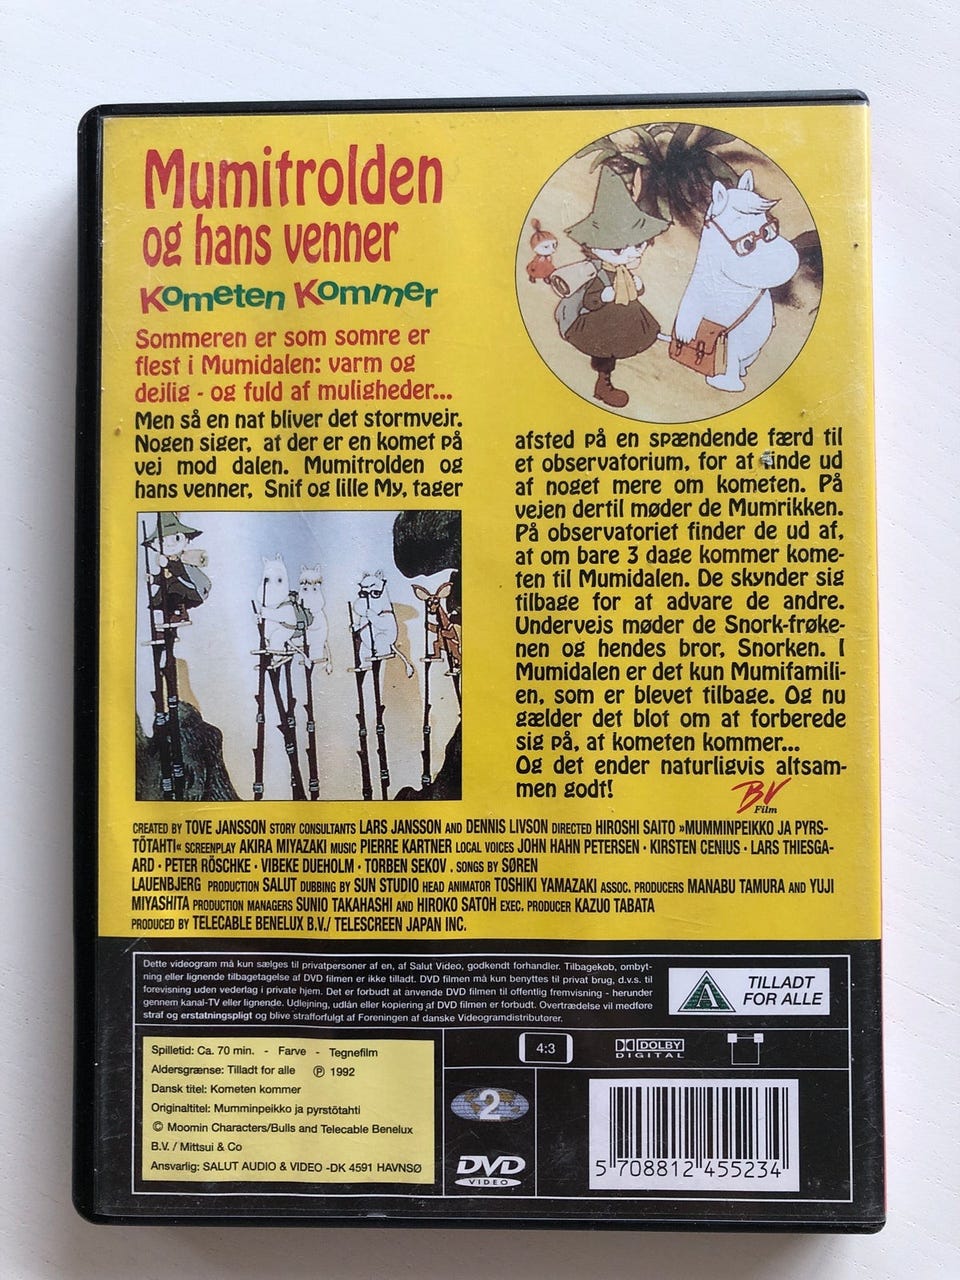 Mumitrolden
og hans venner
Kometen Kommer
Sommeren er som somre er
flest i Mumidalen: varm og
dejlig - og fuld af muligheder...
Men så en nat bliver det stormvejr.
Nogen siger, at der er en komet på
vej mod dalen. Mumitrolden og
hans venner, Snif og lille My, tager
afsted på en spændende færd til
et observatorium, for at finde ud
af noget mere om kometen. På
vejen dertil møder de Mumrikken.
På observatoriet finder de ud af,
at om bare 3 dage kommer kome-
ten til Mumidalen. De skynder sig
tilbage for at advare de andre.
Undervejs møder de Snork-frøke-
nen og hendes bror, Snorken. I
Mumidalen er det kun Mumifamili-
en, som er blevet tilbage. Og nu
gælder det blot om at forberede
sig på, at kometen kommer...
Og det ender naturligvis altsam-
men godt!
BV
Film
CREATED BY TOVE JANSSON STORY CONSULTANTS LARS JANSSON AND DENNIS LIVSON DIRECTED HIROSHI SAITO »MUMMINPEIKKO JA PYRS-
TÖTAHTI« SCREENPLAY AKIRA MIYAZAKI MUSIC PIERRE KARTNER LOCAL VOICES JOHN HAHN PETERSEN · KIRSTEN CENIUS · LARS THIESGA-
ARD · PETER RÖSCHKE · VIBEKE DUEHOLM · TORBEN SEKOV . SONGS BY SØREN
LAUENBJERG PRODUCTION SALUT DUBBING BY SUN STUDIO HEAD ANIMATOR TOSHIKI YAMAZAKI ASSOC. PRODUCERS MANABU TAMURA AND YUJI
MIYASHITA PRODUCTION MANAGERS SUNIO TAKAHASHI AND HIROKO SATOH EXEC. PRODUCER KAZUO TABATA
PRODUCED BY TELECABLE BENELUX B.V./ TELESCREEN JAPAN INC.
Dette videogram må kun sælges til privatpersoner af en, af Salut Video, godkendt forhandler. Tilbagekøb, ombyt-
ning eller lignende tilbagetagelse af DVD filmen er ikke tilladt. DVD filmen må kun benyttes til privat brug, d.v.s. til
forevisning uden vederlag i private hjem. Det er forbudt at anvende DVD filmen til offentlig fremvisning - herunder
gennem kanal-TV eller lignende. Udlejning, udlån eller kopiering af DVD filmen er forbudt. Overtrædelse vil medføre
straf og erstatningspligt og blive strafforfulgt af Foreningen af danske Videogramdistributører.
A
TILLADT
FOR ALLE
Spilletid: Ca. 70 min. - Farve - Tegnefilm
Aldersgrænse: Tilladt for alle ℗ 1992
Dansk titel: Kometen kommer
Originaltitel: Mumminpeikko ja pyrstötahti
© Moomin Characters/Bulls and Telecable Benelux
B.V. / Mittsui & Co
Ansvarlig: SALUT AUDIO & VIDEO -DK 4591 HAVNSØ
4:3
DOLBY
DIGITAL
2
DVD
VIDEO
5 708812 455234